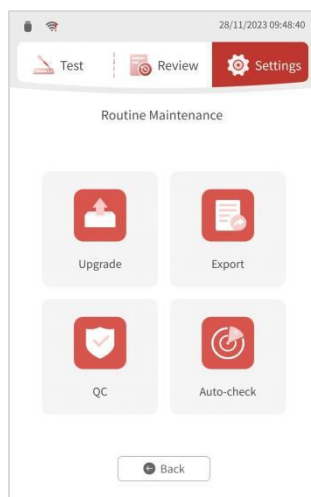 28/11/2023 09:48:40
Test Review Settings
Routine Maintenance
Upgrade Export
QC Auto-check
Back